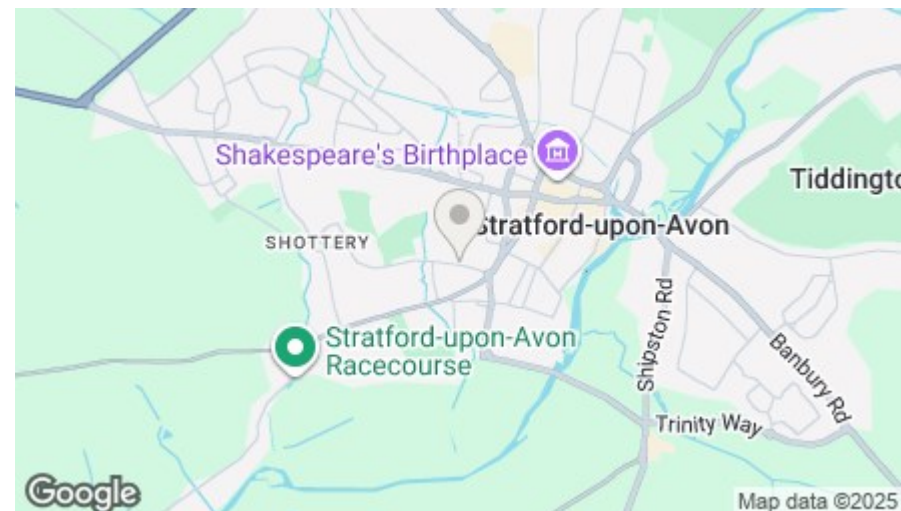 Shakespeare's Birthplace
Tiddingto
Stratford-upon-Avon
SHOTTERY
Stratford-upon-Avon
Racecourse
Shipston Rd
Banbury Rd
Trinity Way
Google
Map data ©2025